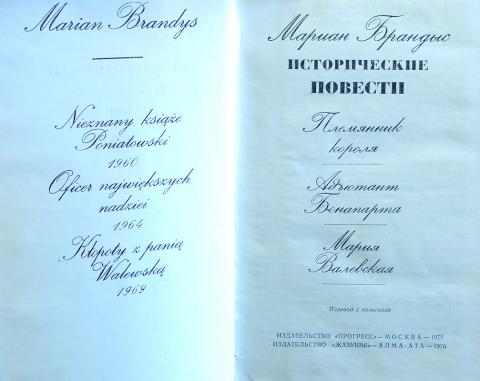 Marian Brandys
Nieznany książe
Poniatowski
1960
Oficer największych
nadziei
1964
Kłopoty z panią
Walewską
1969
Мариан Брандыс
ИСТОРИЧЕСКИЕ
ПОВЕСТИ
Племянник
короля
Адъютант
Бонапарта
Мария
Валевская
Перевод с польского
ИЗДАТЕЛЬСТВО «ПРОГРЕСС» — МОСКВА — 1975
ИЗДАТЕЛЬСТВО «ЖАЗУШЫ» — АЛМА-АТА — 1976